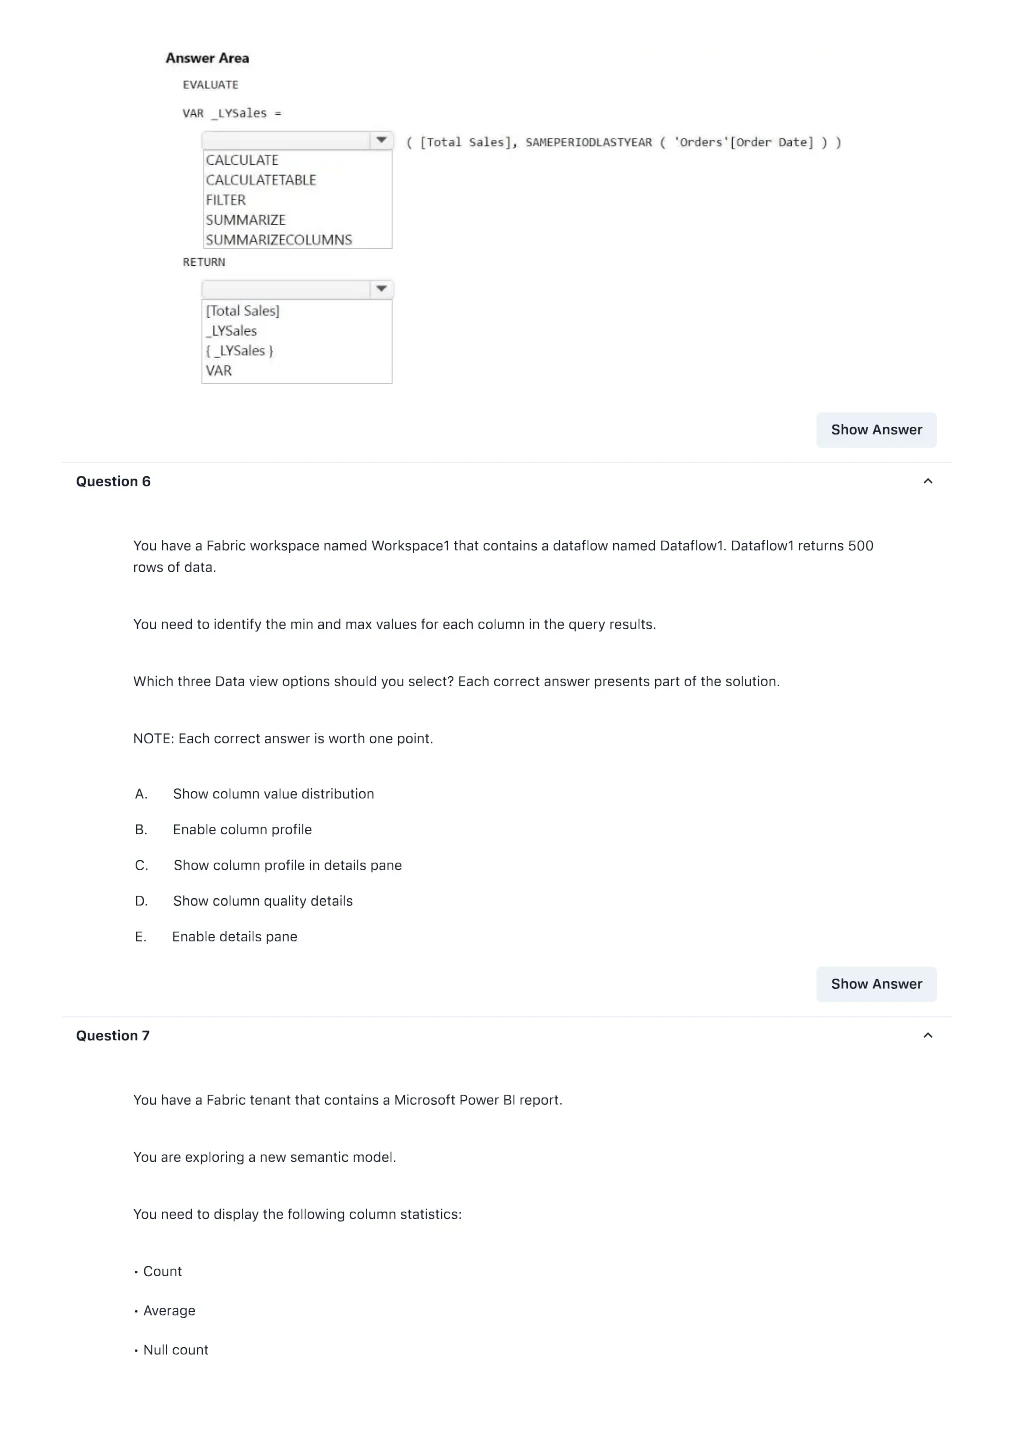 Answer Area
EVALUATE
VAR _LYSales =
( [Total Sales], SAMEPERIODLASTYEAR ( 'Orders'[Order Date] ) )
CALCULATE
CALCULATETABLE
FILTER
SUMMARIZE
SUMMARIZECOLUMNS
RETURN
[Total Sales]
_LYSales
{ _LYSales }
VAR
Show Answer
Question 6
You have a Fabric workspace named Workspace1 that contains a dataflow named Dataflow1. Dataflow1 returns 500
rows of data.
You need to identify the min and max values for each column in the query results.
Which three Data view options should you select? Each correct answer presents part of the solution.
NOTE: Each correct answer is worth one point.
A. Show column value distribution
B. Enable column profile
C. Show column profile in details pane
D. Show column quality details
E. Enable details pane
Show Answer
Question 7
You have a Fabric tenant that contains a Microsoft Power BI report.
You are exploring a new semantic model.
You need to display the following column statistics:
• Count
• Average
• Null count